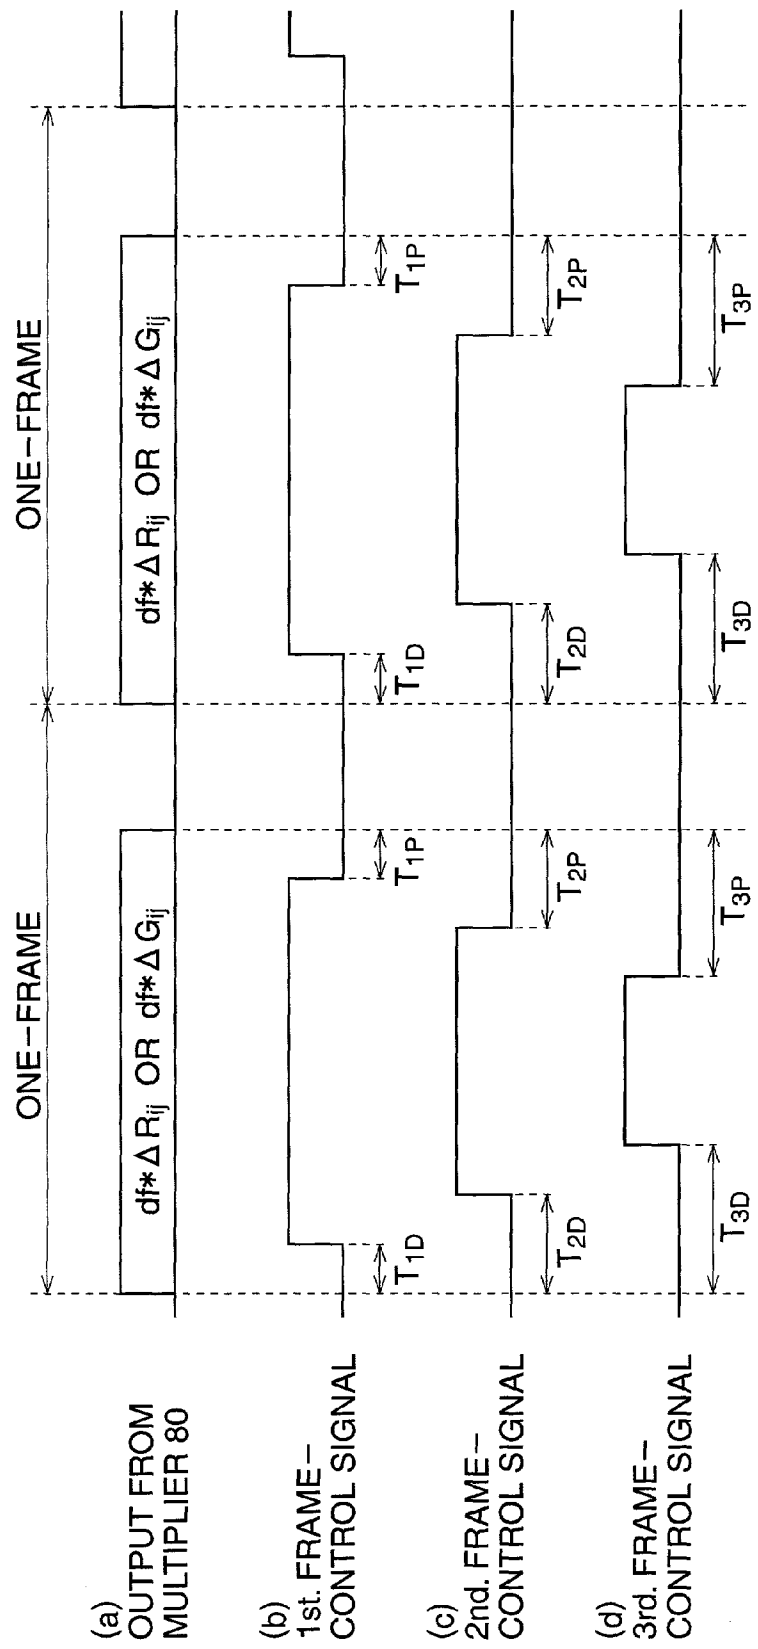 ONE-FRAME
ONE-FRAME
(a)
OUTPUT FROM
MULTIPLIER 80
df*ΔRij OR df*ΔGij
df*ΔRij OR df*ΔGij
(b)
1st. FRAME-
CONTROL SIGNAL
T1D
T1P
T1D
T1P
(c)
2nd. FRAME-
CONTROL SIGNAL
T2D
T2P
T2D
T2P
(d)
3rd. FRAME-
CONTROL SIGNAL
T3D
T3P
T3D
T3P